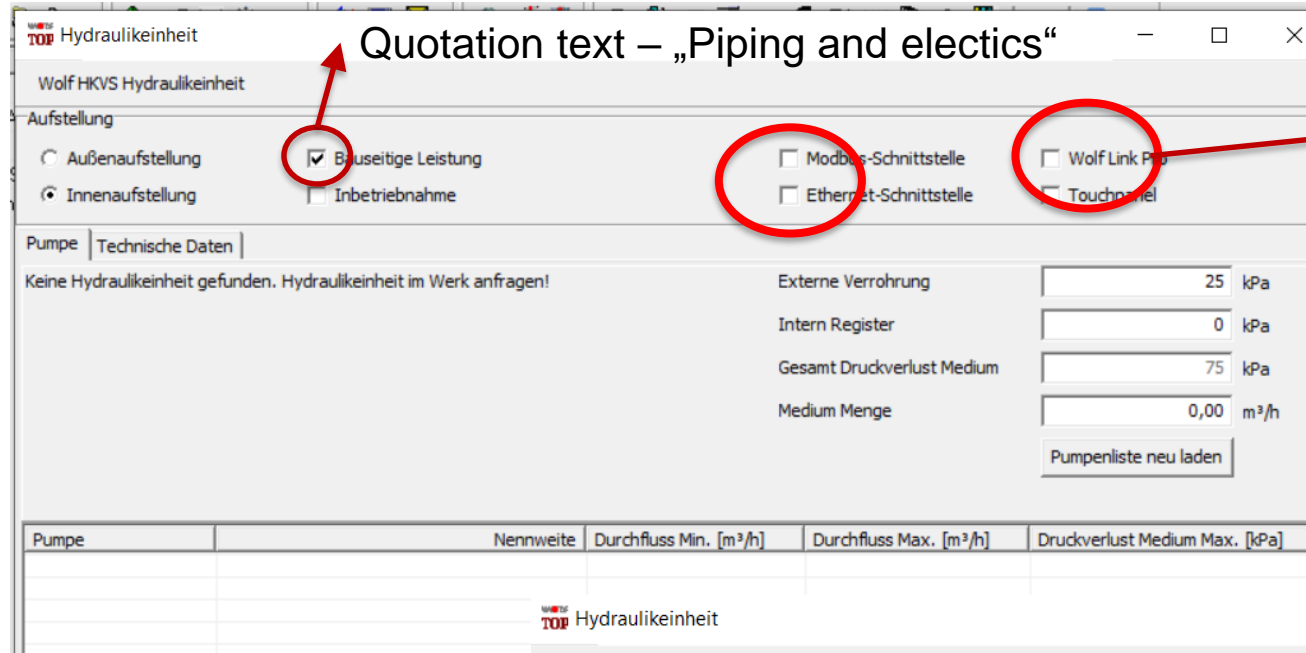 TOP Hydraulikeinheit
Quotation text – „Piping and electics“
Wolf HKVS Hydraulikeinheit
Aufstellung
Außenaufstellung
Bauseitige Leistung
Modbus-Schnittstelle
Wolf Link Pro
Innenaufstellung
Inbetriebnahme
Ethernet-Schnittstelle
Touchpanel
Pumpe
Technische Daten
Keine Hydraulikeinheit gefunden. Hydraulikeinheit im Werk anfragen!
Externe Verrohrung 25 kPa
Intern Register 0 kPa
Gesamt Druckverlust Medium 75 kPa
Medium Menge 0,00 m³/h
Pumpenliste neu laden
Pumpe Nennweite Durchfluss Min. [m³/h] Durchfluss Max. [m³/h] Druckverlust Medium Max. [kPa]
TOP Hydraulikeinheit